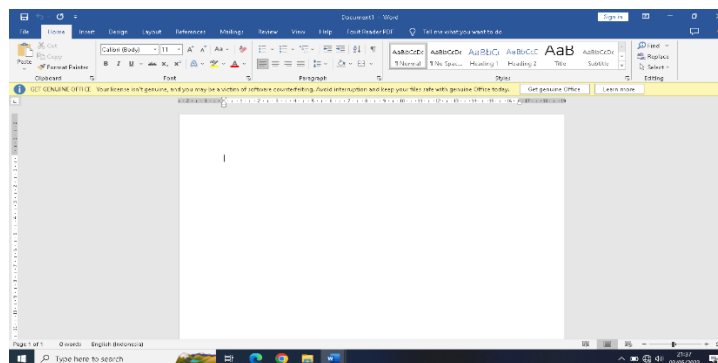 Document1 - Word
Sign in
File Home Insert Design Layout References Mailings Review View Help Foxit Reader PDF Tell me what you want to do
Cut
Copy
Format Painter
Paste
Calibri (Body) 11
AaBbCcDc AaBbCcDc AaBbCc AaBbCcC AaB AaBbCcDc
¶ Normal ¶ No Spac... Heading 1 Heading 2 Title Subtitle
Find
Replace
Select
Clipboard Font Paragraph Styles Editing
GET GENUINE OFFICE Your license isn't genuine, and you may be a victim of software counterfeiting. Avoid interruption and keep your files safe with genuine Office today. Get genuine Office Learn more
Page 1 of 1 0 words English (Indonesia)
Type here to search
21:37